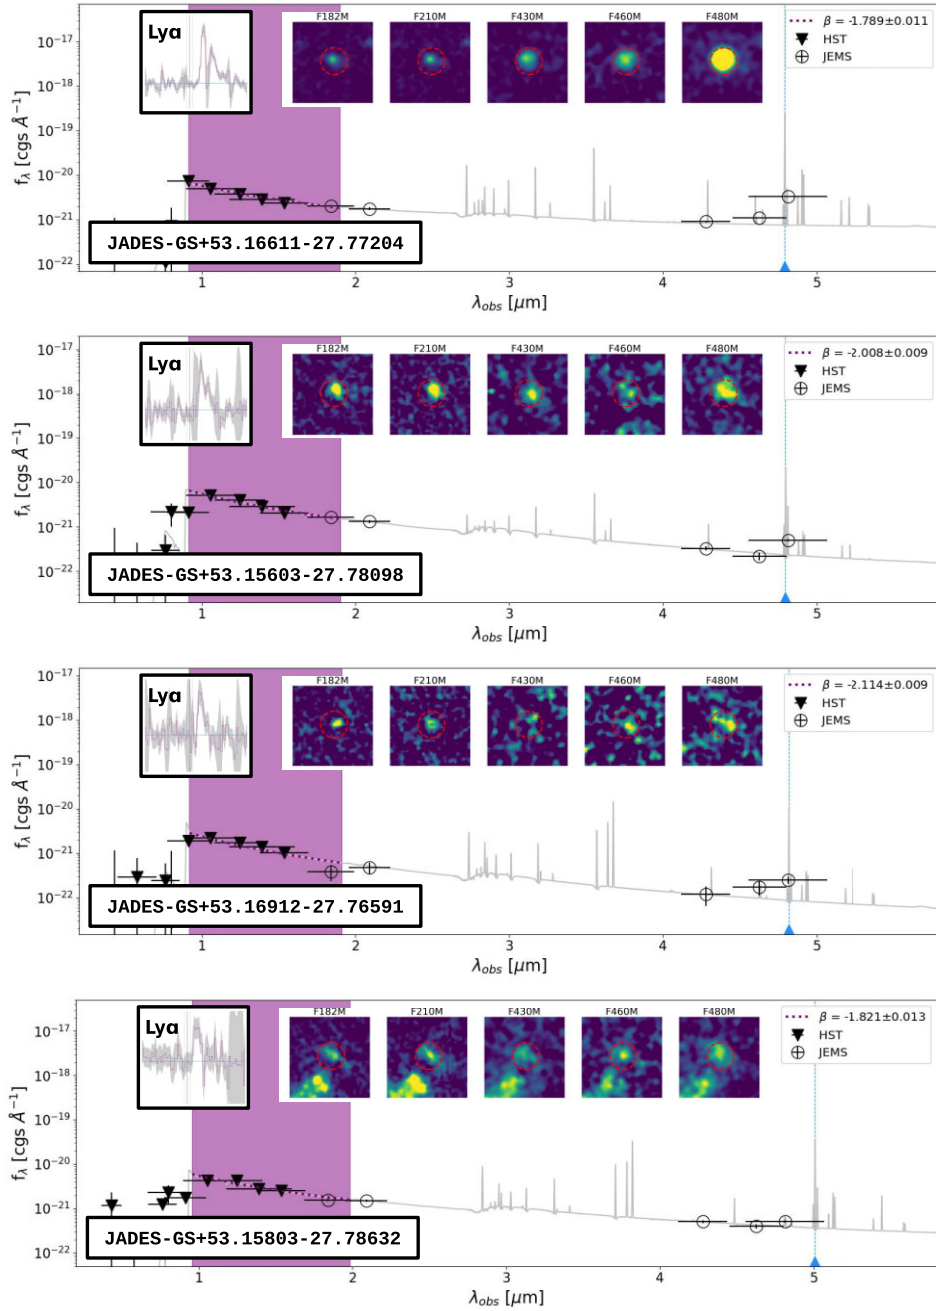 Lyα
F182M F210M F430M F460M F480M
β = -1.789±0.011
HST
JEMS
10⁻¹⁷
10⁻¹⁸
10⁻¹⁹
10⁻²⁰
10⁻²¹
10⁻²²
f_λ [cgs Å⁻¹]
JADES-GS+53.16611-27.77204
1 2 3 4 5
λ_obs [μm]
Lyα
F182M F210M F430M F460M F480M
β = -2.008±0.009
HST
JEMS
10⁻¹⁷
10⁻¹⁸
10⁻¹⁹
10⁻²⁰
10⁻²¹
10⁻²²
f_λ [cgs Å⁻¹]
JADES-GS+53.15603-27.78098
1 2 3 4 5
λ_obs [μm]
Lyα
F182M F210M F430M F460M F480M
β = -2.114±0.009
HST
JEMS
10⁻¹⁷
10⁻¹⁸
10⁻¹⁹
10⁻²⁰
10⁻²¹
10⁻²²
f_λ [cgs Å⁻¹]
JADES-GS+53.16912-27.76591
1 2 3 4 5
λ_obs [μm]
Lyα
F182M F210M F430M F460M F480M
β = -1.821±0.013
HST
JEMS
10⁻¹⁷
10⁻¹⁸
10⁻¹⁹
10⁻²⁰
10⁻²¹
10⁻²²
f_λ [cgs Å⁻¹]
JADES-GS+53.15803-27.78632
1 2 3 4 5
λ_obs [μm]